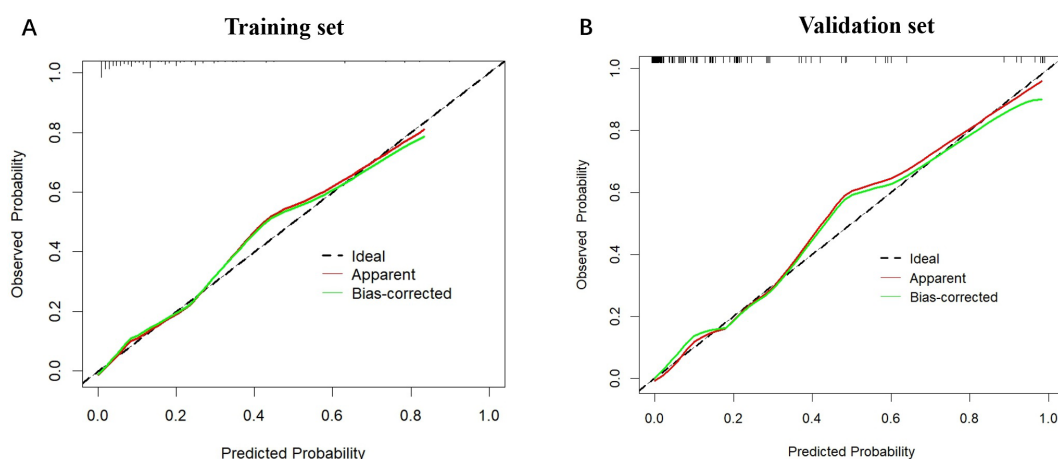 A
Training set
1.0
0.8
0.6
0.4
0.2
0.0
Observed Probability
Ideal
Apparent
Bias-corrected
0.0 0.2 0.4 0.6 0.8 1.0
Predicted Probability
B
Validation set
1.0
0.8
0.6
0.4
0.2
0.0
Observed Probability
Ideal
Apparent
Bias-corrected
0.0 0.2 0.4 0.6 0.8 1.0
Predicted Probability